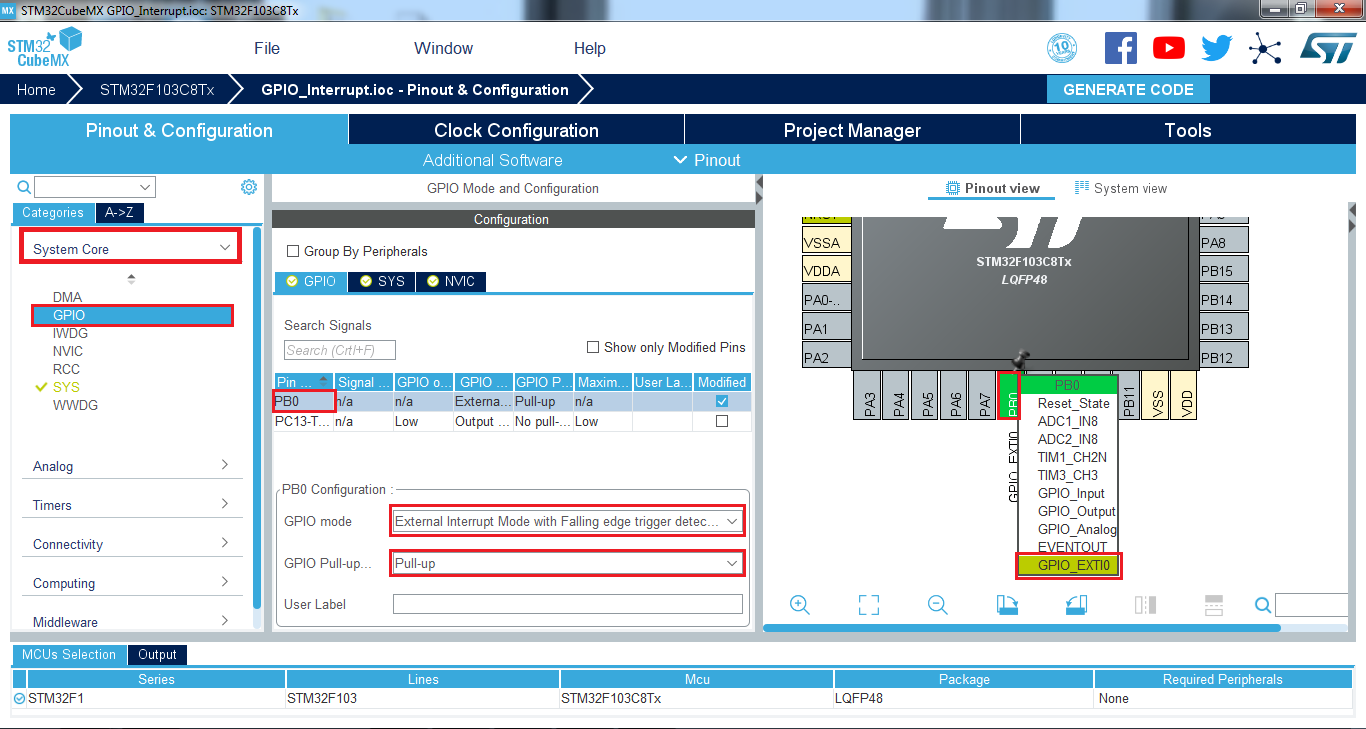 MX STM32CubeMX GPIO_Interrupt.ioc: STM32F103C8Tx
STM32
CubeMX
File Window Help
10
Home STM32F103C8Tx GPIO_Interrupt.ioc - Pinout & Configuration GENERATE CODE
Pinout & Configuration Clock Configuration Project Manager Tools
Additional Software Pinout
GPIO Mode and Configuration
Pinout view System view
Categories A->Z
Configuration
System Core
Group By Peripherals
GPIO SYS NVIC
DMA
GPIO
IWDG
NVIC
RCC
SYS
WWDG
Analog
Timers
Connectivity
Computing
Middleware
Search Signals
Search (Crtl+F)
Show only Modified Pins
Pin ... Signal ... GPIO o... GPIO ... GPIO P... Maxim... User La... Modified
PB0 n/a n/a Externa... Pull-up n/a
PC13-T... n/a Low Output ... No pull-... Low
PB0 Configuration :
GPIO mode External Interrupt Mode with Falling edge trigger detec...
GPIO Pull-up... Pull-up
User Label
VSSA
VDDA
PA0-..
PA1
PA2
STM32F103C8Tx
LQFP48
PA8
PB15
PB14
PB13
PB12
PA3
PA4
PA5
PA6
PA7
PB0
PB11
VSS
VDD
GPIO_EXTI0
PB0
Reset_State
ADC1_IN8
ADC2_IN8
TIM1_CH2N
TIM3_CH3
GPIO_Input
GPIO_Output
GPIO_Analog
EVENTOUT
GPIO_EXTI0
MCUs Selection Output
Series Lines Mcu Package Required Peripherals
STM32F1 STM32F103 STM32F103C8Tx LQFP48 None